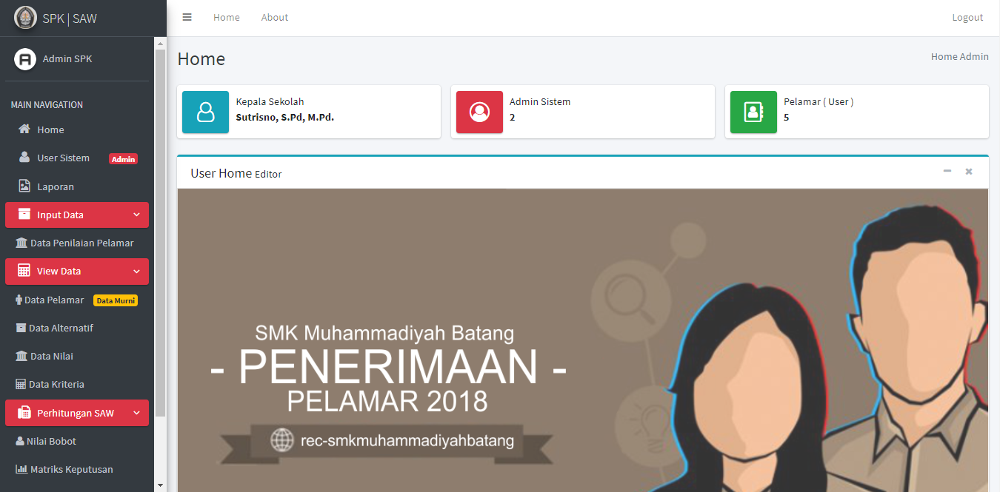 SPK | SAW
Home
About
Logout
Admin SPK
MAIN NAVIGATION
Home
User Sistem Admin
Laporan
Input Data
Data Penilaian Pelamar
View Data
Data Pelamar Data Murni
Data Alternatif
Data Nilai
Data Kriteria
Perhitungan SAW
Nilai Bobot
Matriks Keputusan
Home
Home Admin
Kepala Sekolah
Sutrisno, S.Pd, M.Pd.
Admin Sistem
2
Pelamar ( User )
5
User Home Editor
SMK Muhammadiyah Batang
- PENERIMAAN -
PELAMAR 2018
rec-smkmuhammadiyahbatang